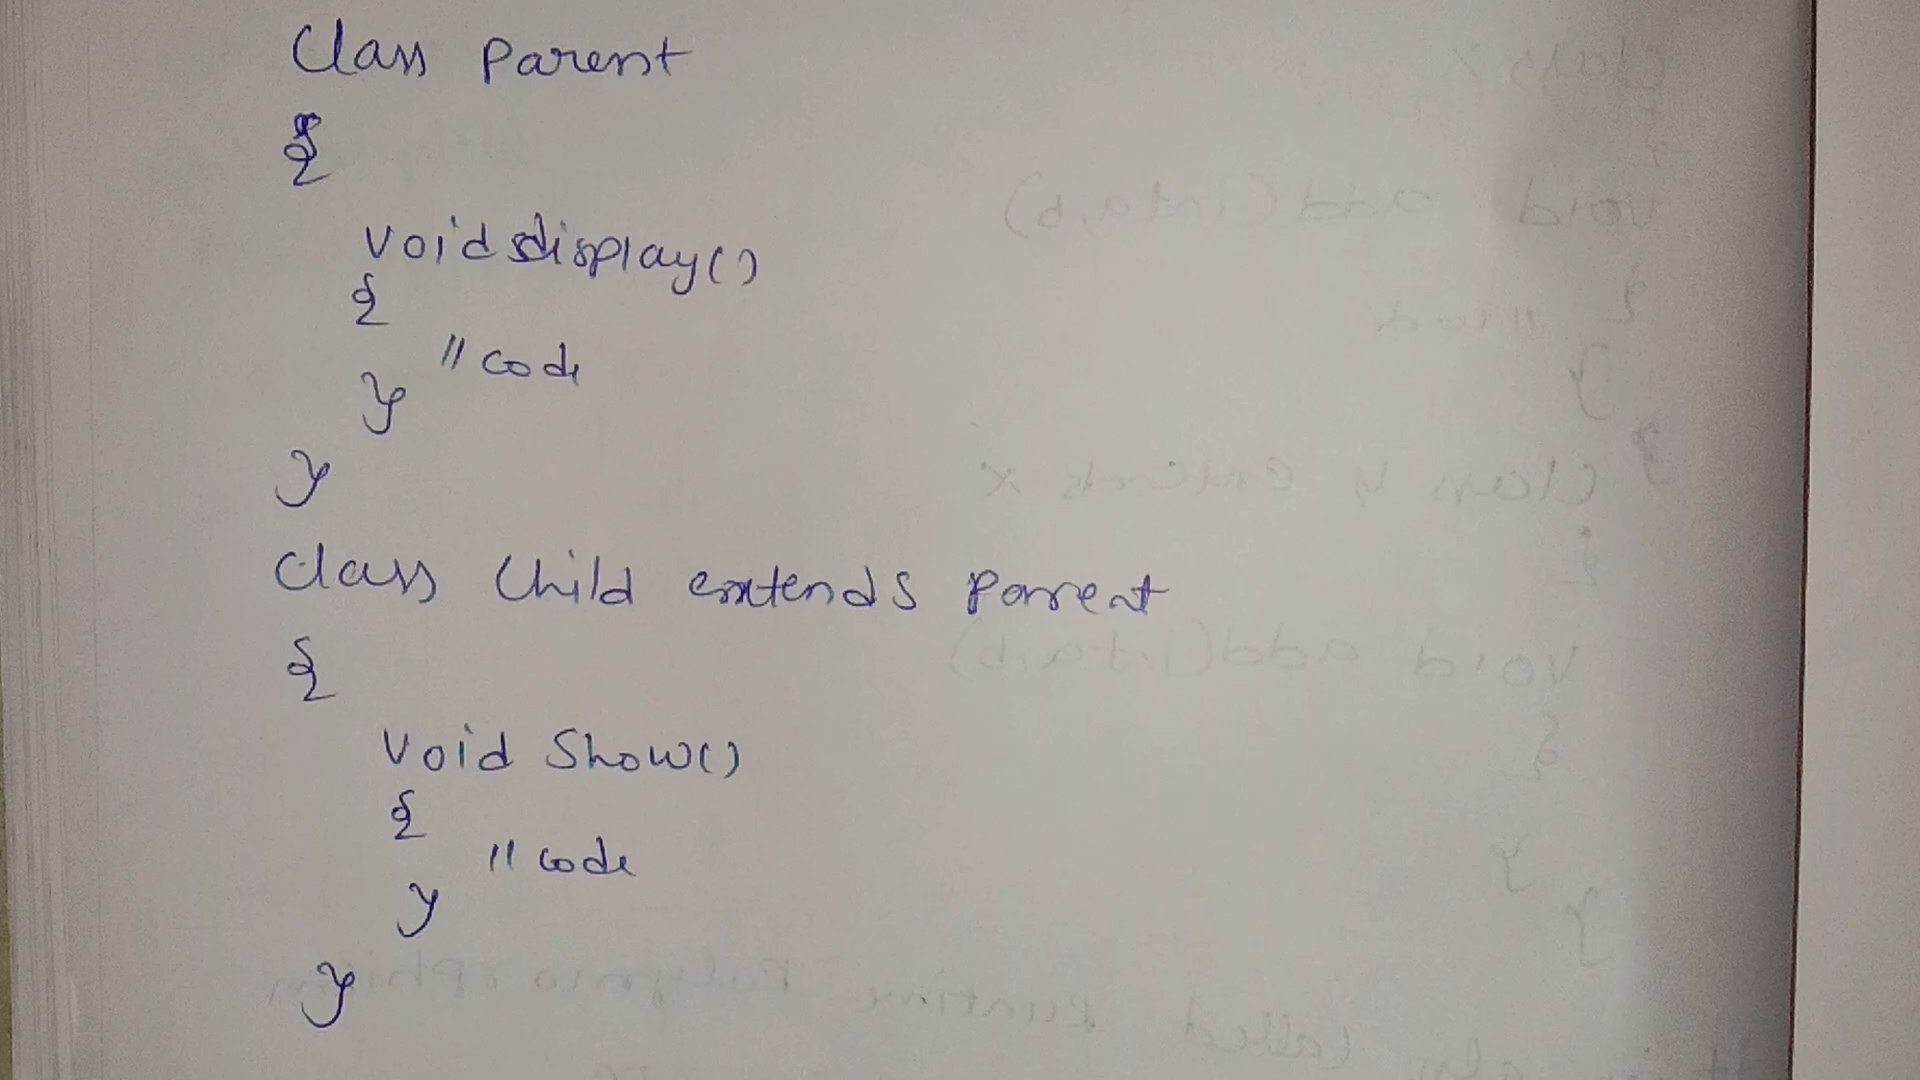 Class Parent
{
void display()
{
// code
}
}
Class Child extends Parent
{
void Show()
{
// code
}
}